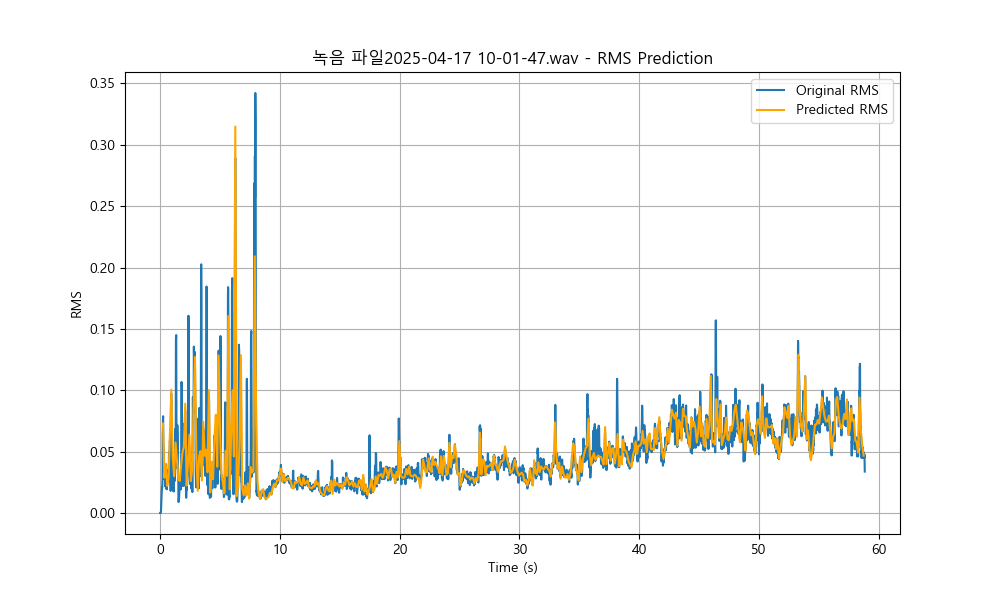 녹음 파일2025-04-17 10-01-47.wav - RMS Prediction
Original RMS
Predicted RMS
0.35
0.30
0.25
0.20
0.15
0.10
0.05
0.00
RMS
0 10 20 30 40 50 60
Time (s)